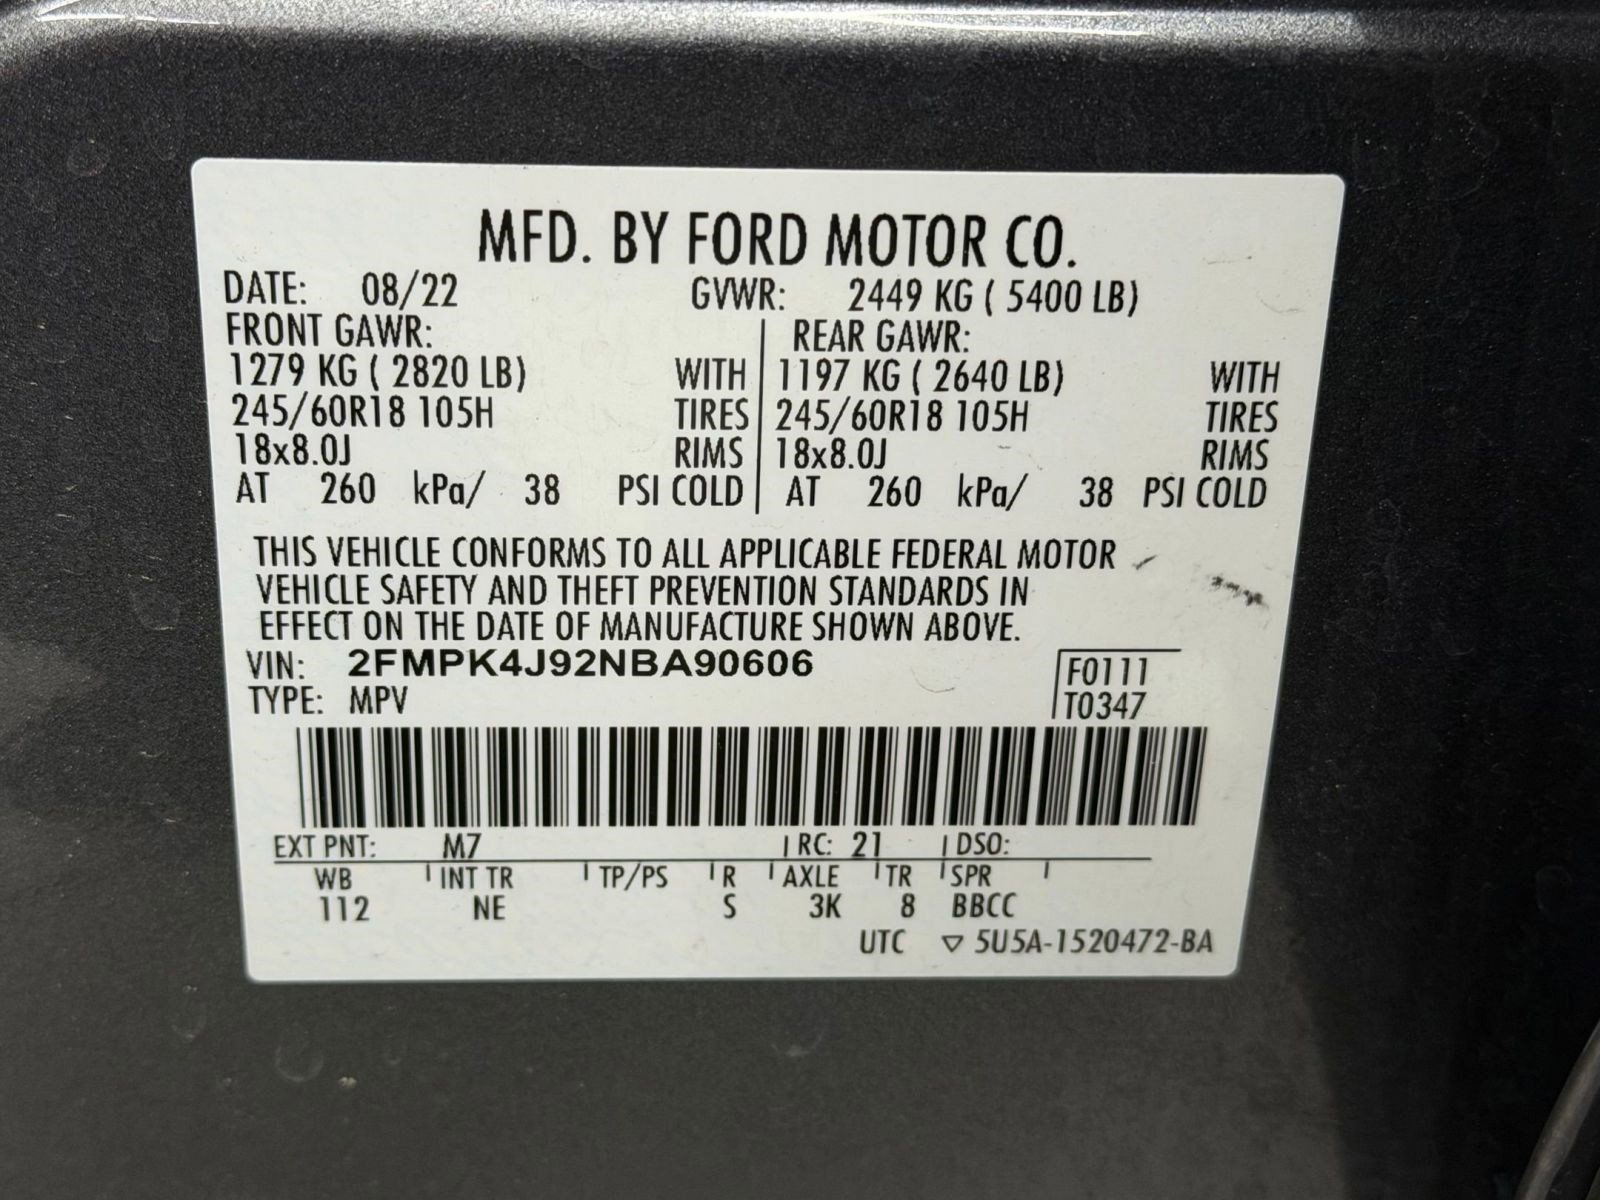 MFD. BY FORD MOTOR CO.
DATE: 08/22 GVWR: 2449 KG ( 5400 LB)
FRONT GAWR: REAR GAWR:
1279 KG ( 2820 LB) WITH 1197 KG ( 2640 LB) WITH
245/60R18 105H TIRES 245/60R18 105H TIRES
18x8.0J RIMS 18x8.0J RIMS
AT 260 kPa/ 38 PSI COLD AT 260 kPa/ 38 PSI COLD
THIS VEHICLE CONFORMS TO ALL APPLICABLE FEDERAL MOTOR
VEHICLE SAFETY AND THEFT PREVENTION STANDARDS IN
EFFECT ON THE DATE OF MANUFACTURE SHOWN ABOVE.
VIN: 2FMPK4J92NBA90606 F0111
TYPE: MPV T0347
EXT PNT: M7 RC: 21 DSO:
WB INT TR TP/PS R AXLE TR SPR
112 NE S 3K 8 BBCC
UTC ▽ 5U5A-1520472-BA